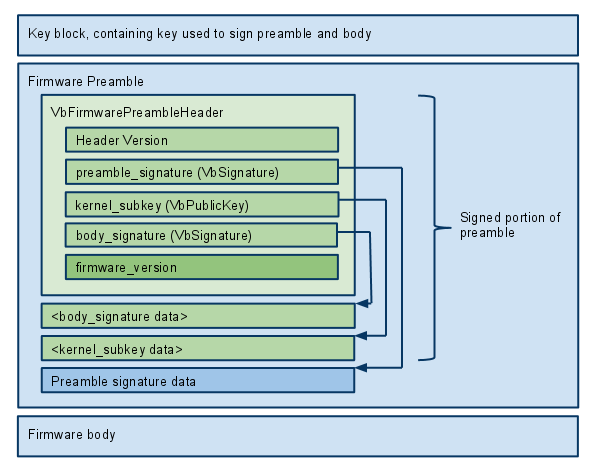 Key block, containing key used to sign preamble and body
Firmware Preamble
VbFirmwarePreambleHeader
Header Version
preamble_signature (VbSignature)
kernel_subkey (VbPublicKey)
body_signature (VbSignature)
firmware_version
<body_signature data>
<kernel_subkey data>
Preamble signature data
Signed portion of
preamble
Firmware body